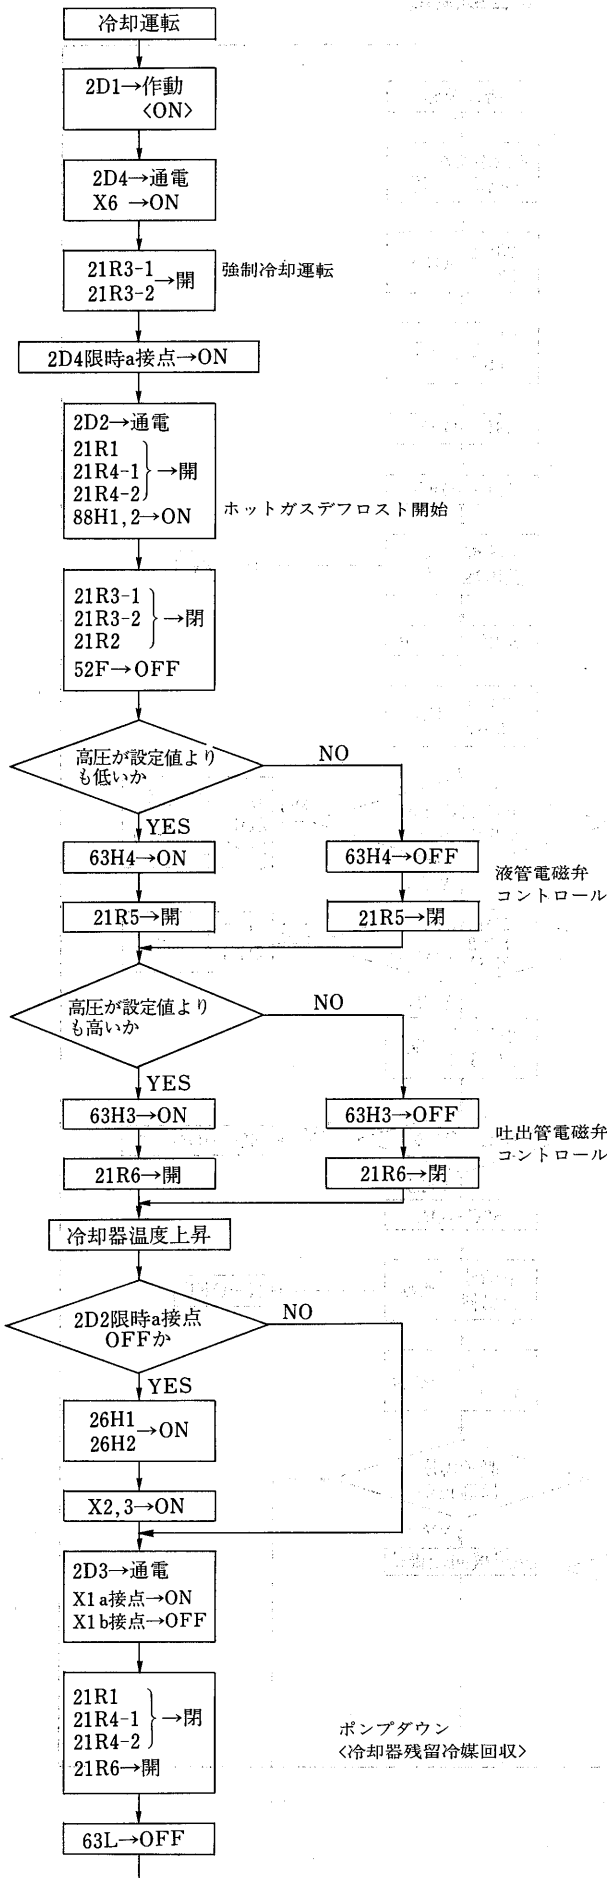 冷却運転
2D1→作動
<ON>
2D4→通電
X6 →ON
21R3-1
21R3-2
→開
強制冷却運転
2D4限時a接点→ON
2D2→通電
21R1
21R4-1
21R4-2
→開
88H1,2→ON
ホットガスデフロスト開始
21R3-1
21R3-2
21R2
→閉
52F→OFF
高圧が設定値より
も低いか
NO
YES
63H4→ON
63H4→OFF
21R5→開
21R5→閉
液管電磁弁
コントロール
高圧が設定値より
も高いか
NO
YES
63H3→ON
63H3→OFF
21R6→開
21R6→閉
吐出管電磁弁
コントロール
冷却器温度上昇
2D2限時a接点
OFFか
NO
YES
26H1
26H2
→ON
X2,3→ON
2D3→通電
X1a接点→ON
X1b接点→OFF
21R1
21R4-1
21R4-2
→閉
21R6→開
ポンプダウン
<冷却器残留冷媒回収>
63L→OFF